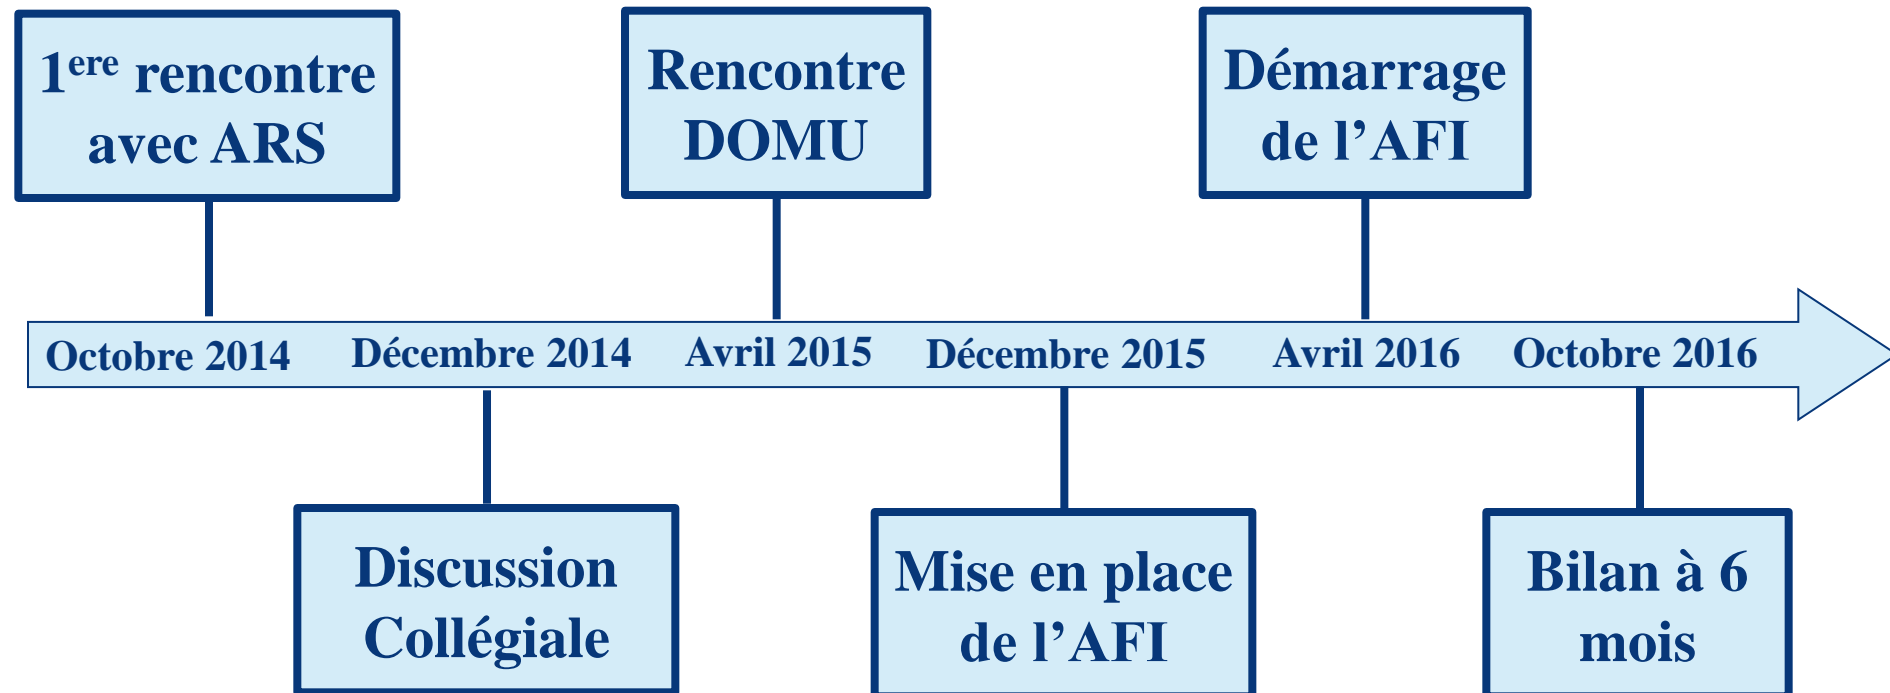 1ere rencontre
avec ARS
Rencontre
DOMU
Démarrage
de l’AFI
Octobre 2014
Décembre 2014
Avril 2015
Décembre 2015
Avril 2016
Octobre 2016
Discussion
Collégiale
Mise en place
de l’AFI
Bilan à 6
mois